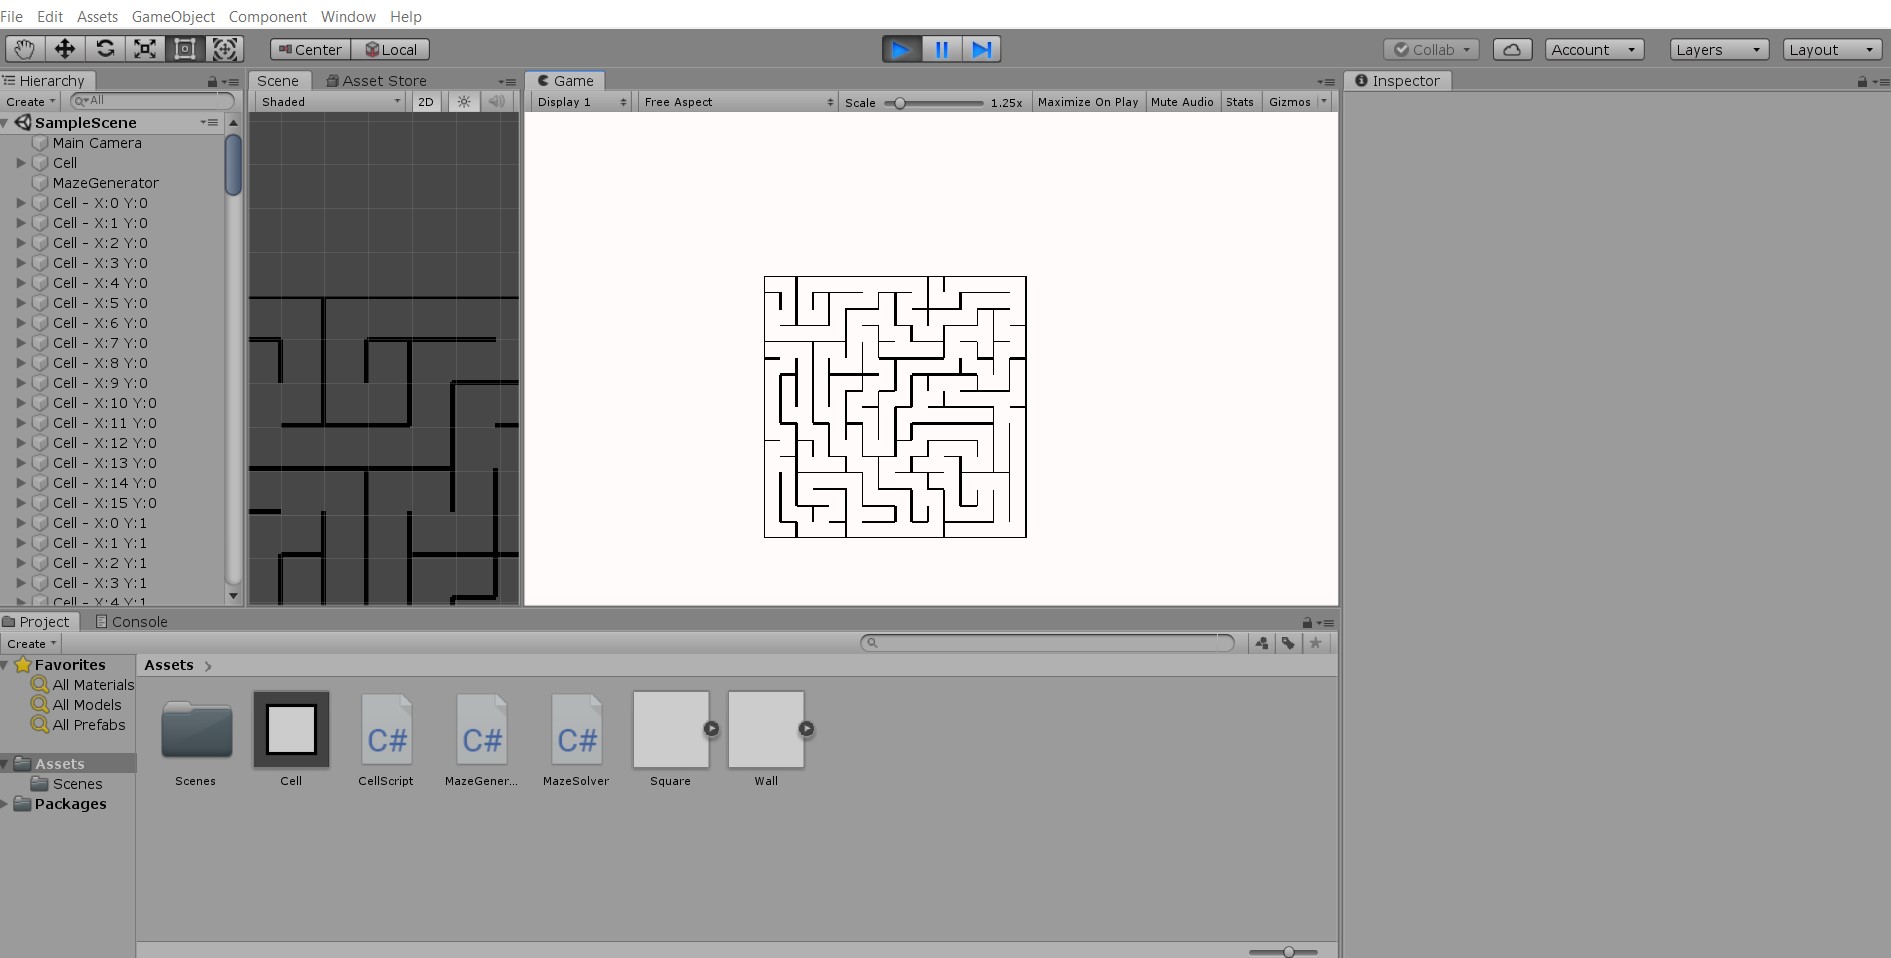 File Edit Assets GameObject Component Window Help
Center Local Collab Account Layers Layout
Hierarchy
Create All
SampleScene
Main Camera
Cell
MazeGenerator
Cell - X:0 Y:0
Cell - X:1 Y:0
Cell - X:2 Y:0
Cell - X:3 Y:0
Cell - X:4 Y:0
Cell - X:5 Y:0
Cell - X:6 Y:0
Cell - X:7 Y:0
Cell - X:8 Y:0
Cell - X:9 Y:0
Cell - X:10 Y:0
Cell - X:11 Y:0
Cell - X:12 Y:0
Cell - X:13 Y:0
Cell - X:14 Y:0
Cell - X:15 Y:0
Cell - X:0 Y:1
Cell - X:1 Y:1
Cell - X:2 Y:1
Cell - X:3 Y:1
Cell - X:4 Y:1
Scene Asset Store
Shaded 2D
Game
Display 1 Free Aspect Scale 1.25x Maximize On Play Mute Audio Stats Gizmos
Inspector
Project Console
Create
Favorites
All Materials
All Models
All Prefabs
Assets
Scenes
Packages
Assets
C# C# C#
Scenes Cell CellScript MazeGener... MazeSolver Square Wall